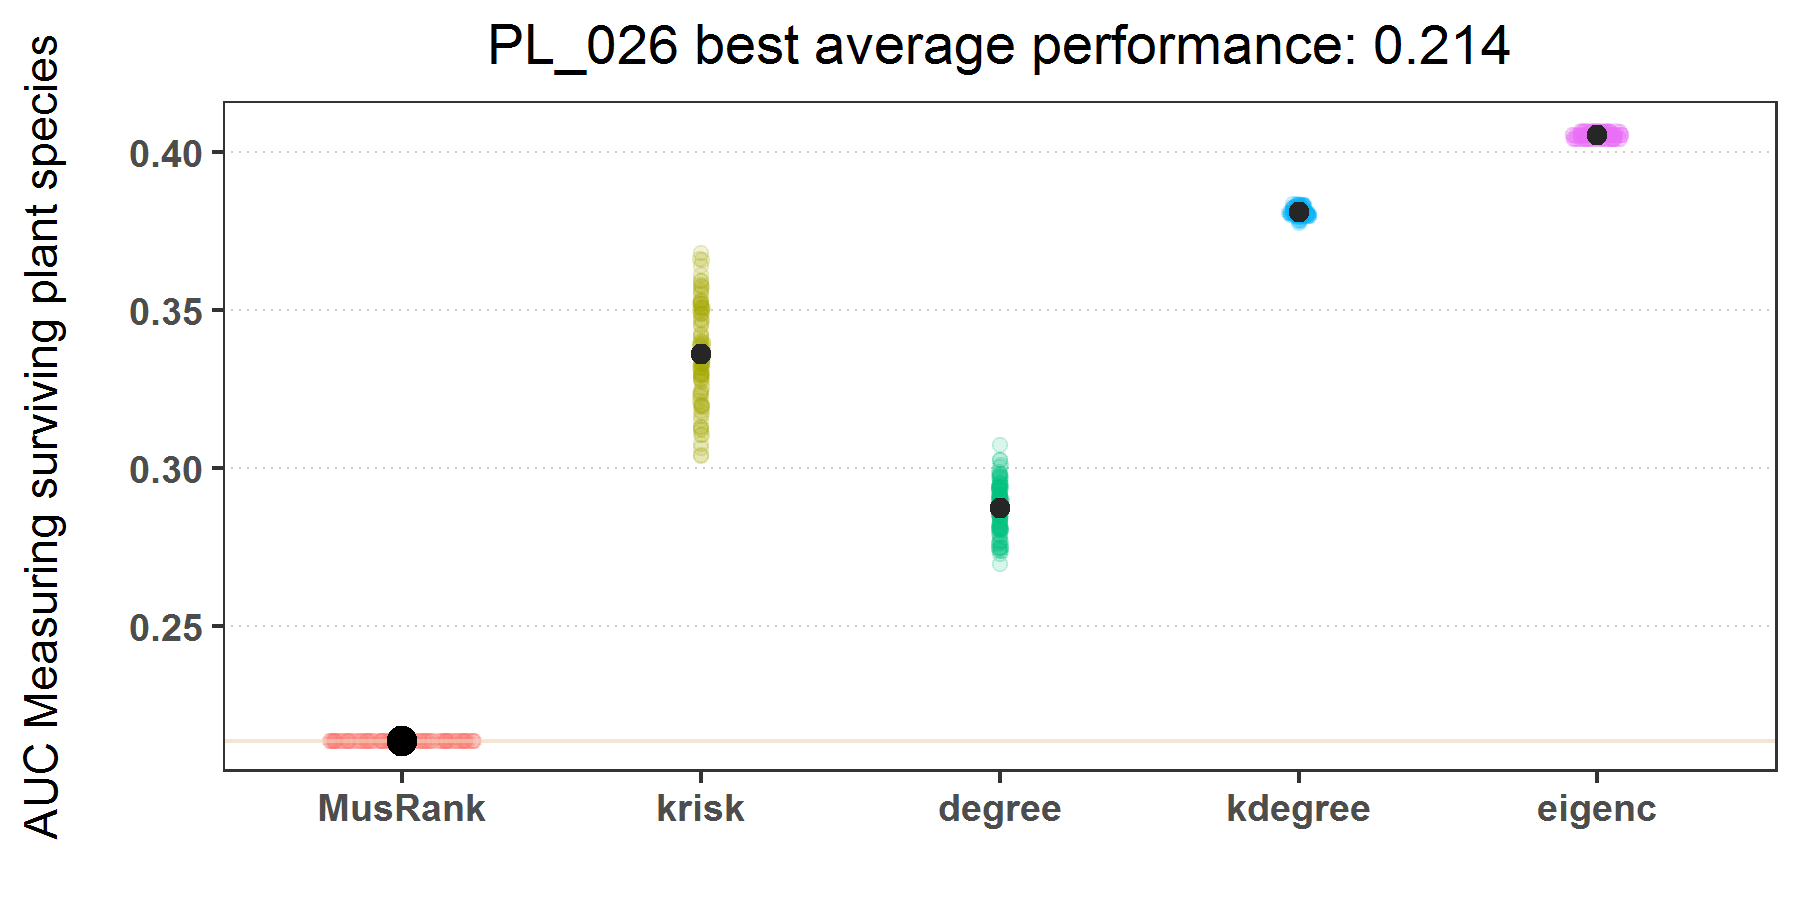 PL_026 best average performance: 0.214
AUC Measuring surviving plant species
0.40
0.35
0.30
0.25
MusRank krisk degree kdegree eigenc